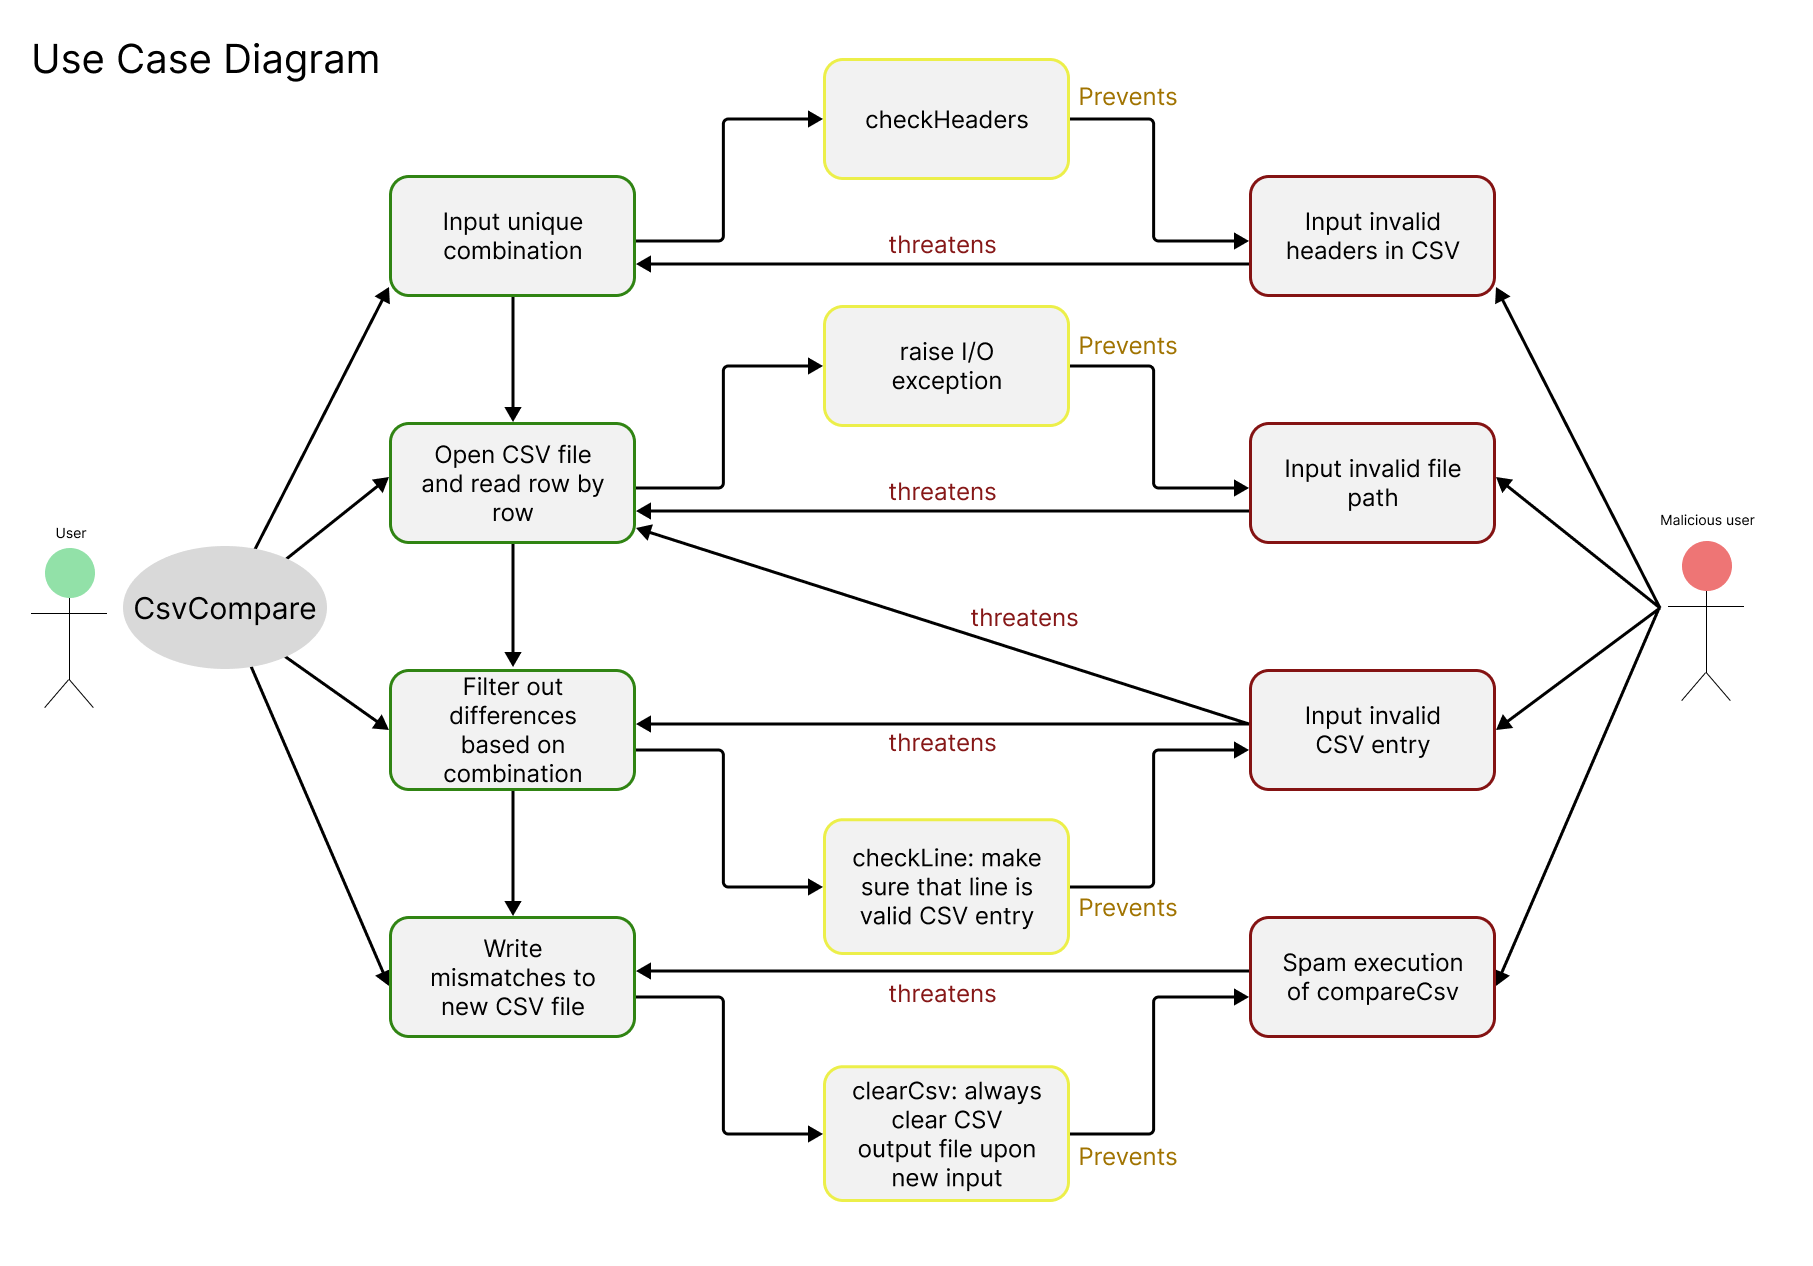 Use Case Diagram
checkHeaders
Prevents
Input unique
combination
threatens
Input invalid
headers in CSV
raise I/O
exception
Prevents
Open CSV file
and read row by
row
threatens
Input invalid file
path
User
CsvCompare
Malicious user
threatens
Filter out
differences
based on
combination
threatens
Input invalid
CSV entry
checkLine: make
sure that line is
valid CSV entry
Prevents
Write
mismatches to
new CSV file
threatens
Spam execution
of compareCsv
clearCsv: always
clear CSV
output file upon
new input
Prevents